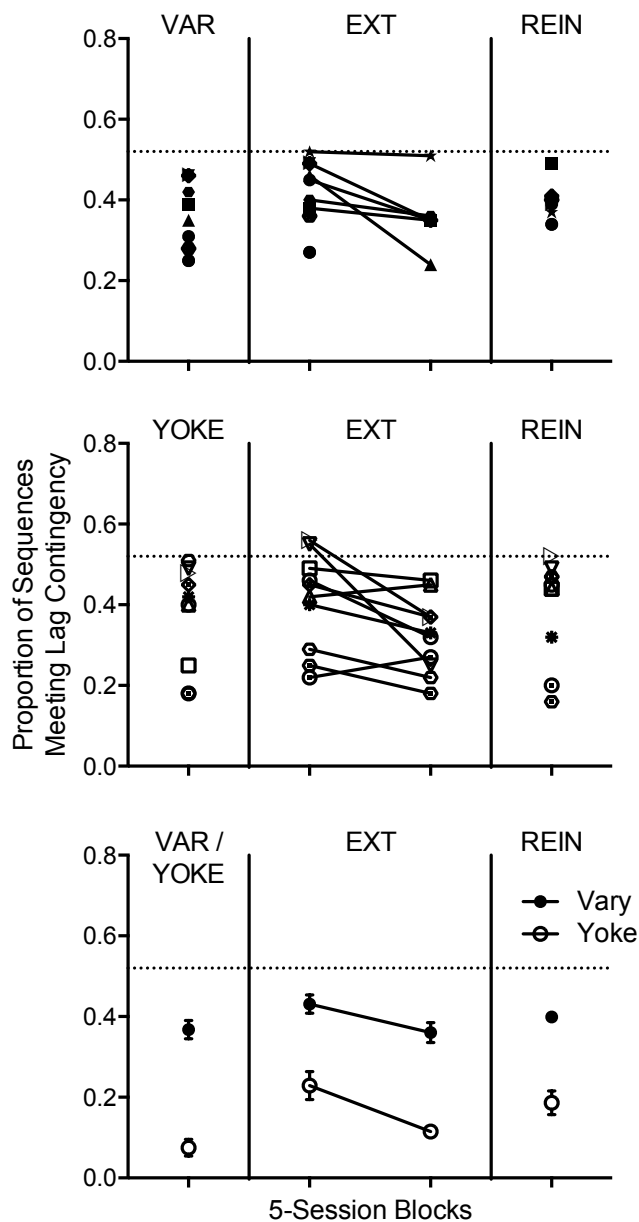 VAR EXT REIN
0.8
0.6
0.4
0.2
0.0
YOKE EXT REIN
0.8
0.6
0.4
0.2
0.0
Proportion of Sequences
Meeting Lag Contingency
VAR / EXT REIN
YOKE
0.8
0.6
0.4
0.2
0.0
Vary
Yoke
5-Session Blocks